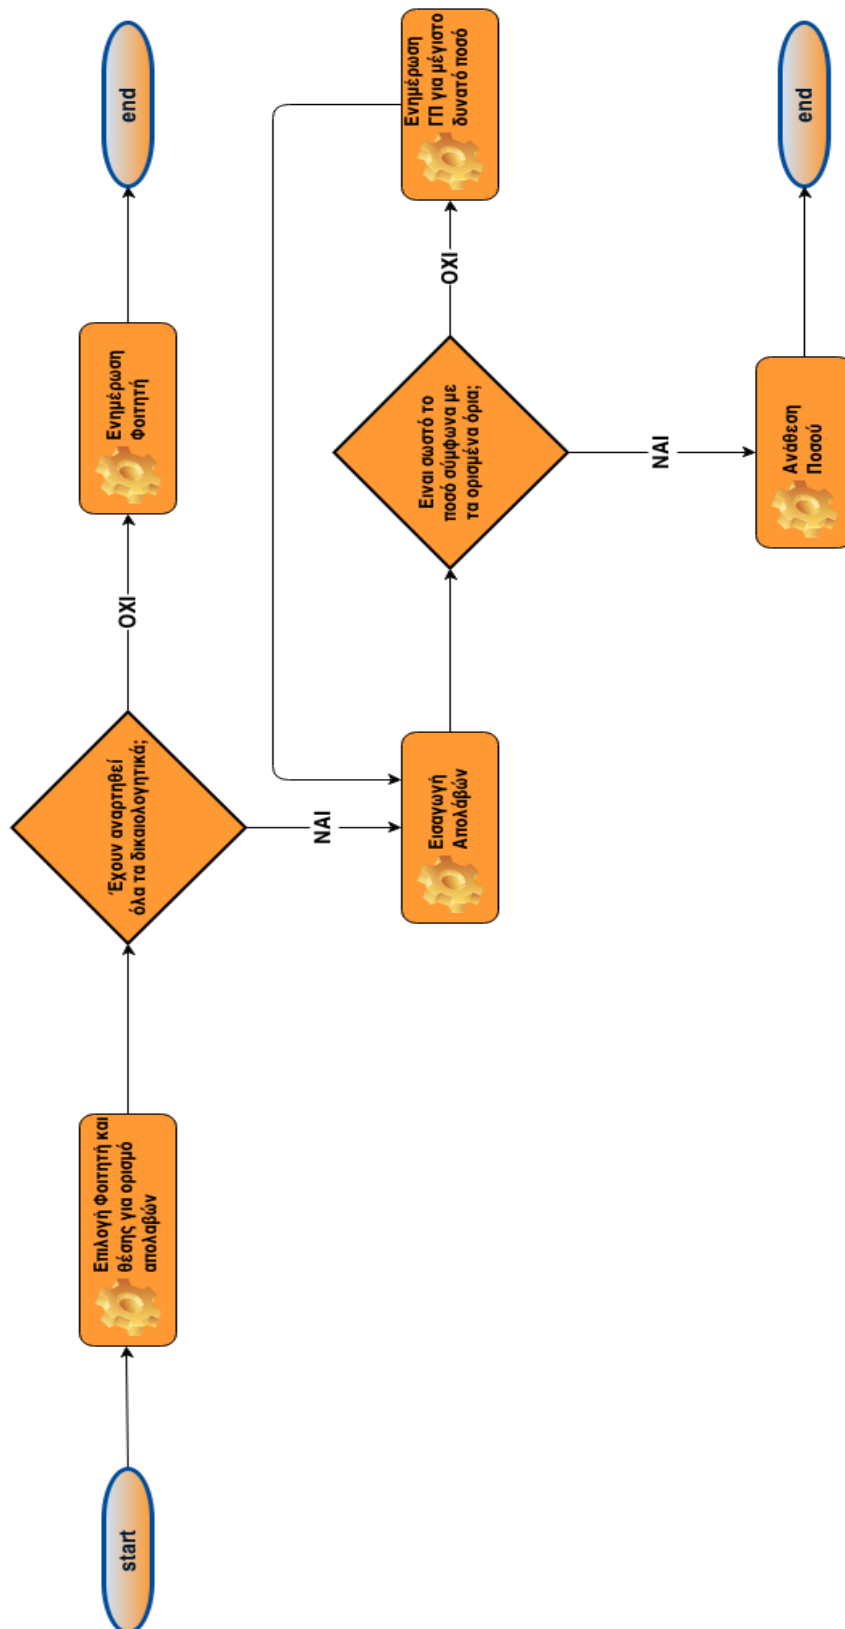 start
Επιλογή Φοιτητή και
θέσης για ορισμό
απολαβών
Έχουν αναρτηθεί
όλα τα δικαιολογητικά;
ΟΧΙ
Ενημέρωση
Φοιτητή
end
ΝΑΙ
Εισαγωγή
Απολάβών
Ειναι σωστό το
ποσό σύμφωνα με
τα ορισμένα όρια;
ΟΧΙ
Ενημέρωση
ΓΠ για μέγιστο
δυνατό ποσό
ΝΑΙ
Ανάθεση
Ποσού
end